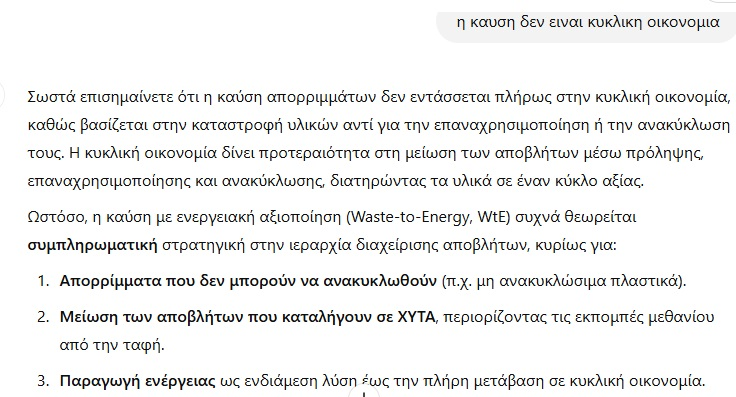 η καυση δεν ειναι κυκλικη οικονομια
Σωστά επισημαίνετε ότι η καύση απορριμμάτων δεν εντάσσεται πλήρως στην κυκλική οικονομία,
καθώς βασίζεται στην καταστροφή υλικών αντί για την επαναχρησιμοποίηση ή την ανακύκλωση
τους. Η κυκλική οικονομία δίνει προτεραιότητα στη μείωση των αποβλήτων μέσω πρόληψης,
επαναχρησιμοποίησης και ανακύκλωσης, διατηρώντας τα υλικά σε έναν κύκλο αξίας.
Ωστόσο, η καύση με ενεργειακή αξιοποίηση (Waste-to-Energy, WtE) συχνά θεωρείται
συμπληρωματική στρατηγική στην ιεραρχία διαχείρισης αποβλήτων, κυρίως για:
1. Απορρίμματα που δεν μπορούν να ανακυκλωθούν (π.χ. μη ανακυκλώσιμα πλαστικά).
2. Μείωση των αποβλήτων που καταλήγουν σε ΧΥΤΑ, περιορίζοντας τις εκπομπές μεθανίου
από την ταφή.
3. Παραγωγή ενέργειας ως ενδιάμεση λύση έως την πλήρη μετάβαση σε κυκλική οικονομία.